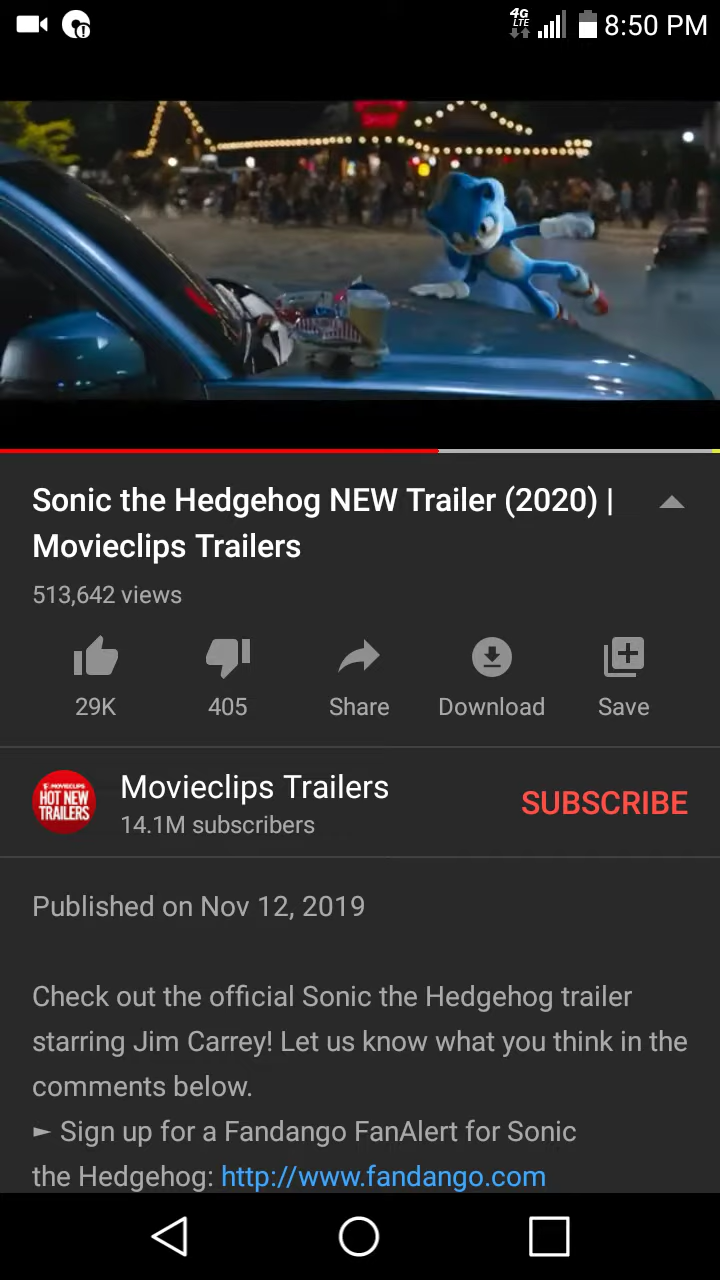 4G
LTE
8:50 PM
Sonic the Hedgehog NEW Trailer (2020) |
Movieclips Trailers
513,642 views
29K
405
Share
Download
Save
MOVIECLIPS
HOT NEW
TRAILERS
Movieclips Trailers
14.1M subscribers
SUBSCRIBE
Published on Nov 12, 2019
Check out the official Sonic the Hedgehog trailer
starring Jim Carrey! Let us know what you think in the
comments below.
► Sign up for a Fandango FanAlert for Sonic
the Hedgehog: http://www.fandango.com